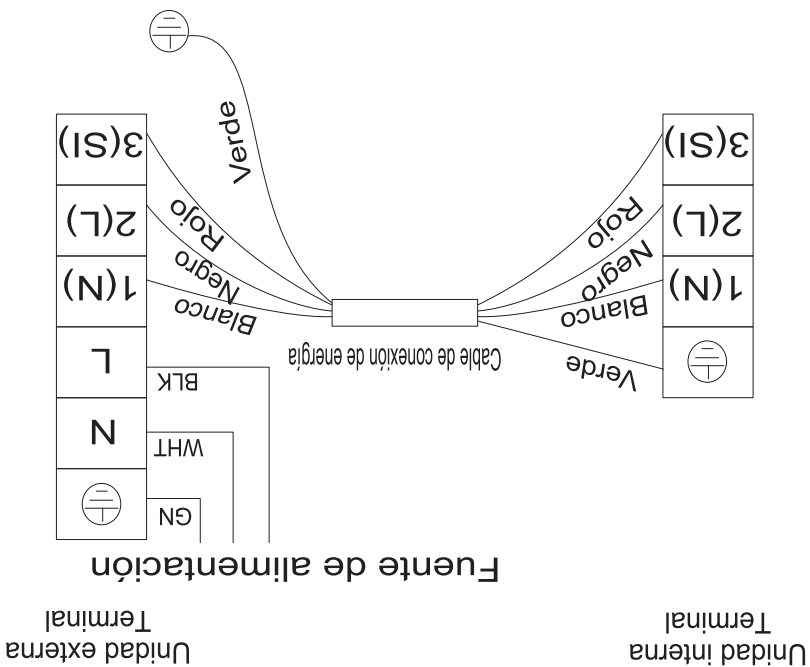 Unidad interna
Terminal
Unidad externa
Terminal
Fuente de alimentación
GN
WHT
BLK
N
L
1(N)
2(L)
3(SI)
1(N)
2(L)
3(SI)
Verde
Blanco
Negro
Rojo
Cable de conexión de energía
Blanco
Negro
Rojo
Verde